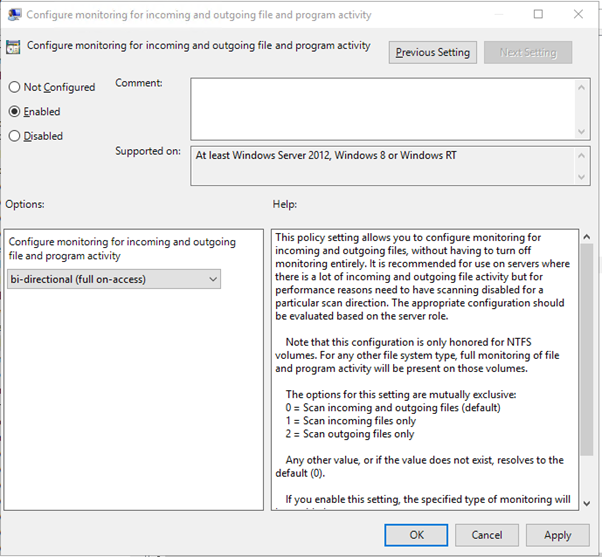 Configure monitoring for incoming and outgoing file and program activity
Configure monitoring for incoming and outgoing file and program activity
Previous Setting
Next Setting
Not Configured
Enabled
Disabled
Comment:
Supported on:
At least Windows Server 2012, Windows 8 or Windows RT
Options:
Help:
Configure monitoring for incoming and outgoing
file and program activity
bi-directional (full on-access)
This policy setting allows you to configure monitoring for
incoming and outgoing files, without having to turn off
monitoring entirely. It is recommended for use on servers where
there is a lot of incoming and outgoing file activity but for
performance reasons need to have scanning disabled for a
particular scan direction. The appropriate configuration should
be evaluated based on the server role.
Note that this configuration is only honored for NTFS
volumes. For any other file system type, full monitoring of file
and program activity will be present on those volumes.
The options for this setting are mutually exclusive:
0 = Scan incoming and outgoing files (default)
1 = Scan incoming files only
2 = Scan outgoing files only
Any other value, or if the value does not exist, resolves to the
default (0).
If you enable this setting, the specified type of monitoring will
OK
Cancel
Apply